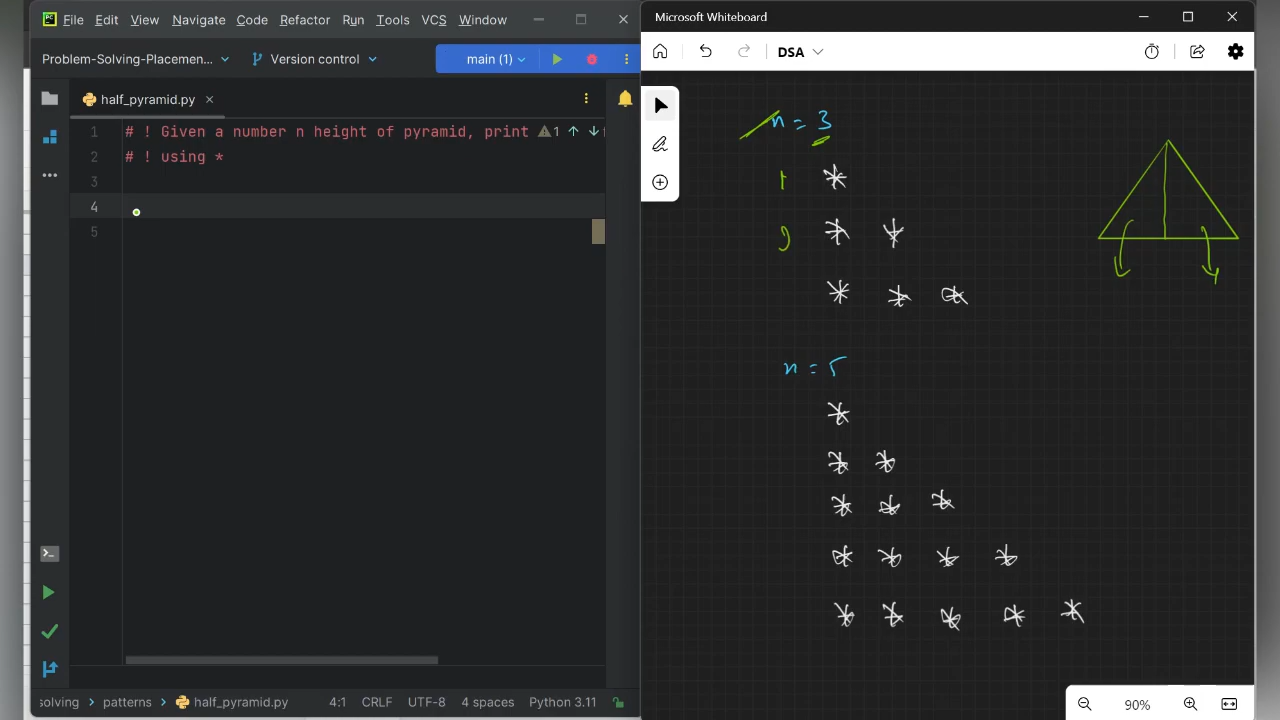 File Edit View Navigate Code Refactor Run Tools VCS Window
Problem-Solving-Placemen... Version control main (1)
half_pyramid.py
1 # ! Given a number n height of pyramid, print 1
2 # ! using *
3
4
5
solving patterns half_pyramid.py 4:1 CRLF UTF-8 4 spaces Python 3.11
Microsoft Whiteboard
DSA
n = 3
1 *
2 * *
* * *
n = 5
*
* *
* * *
* * * *
* * * * *
90%